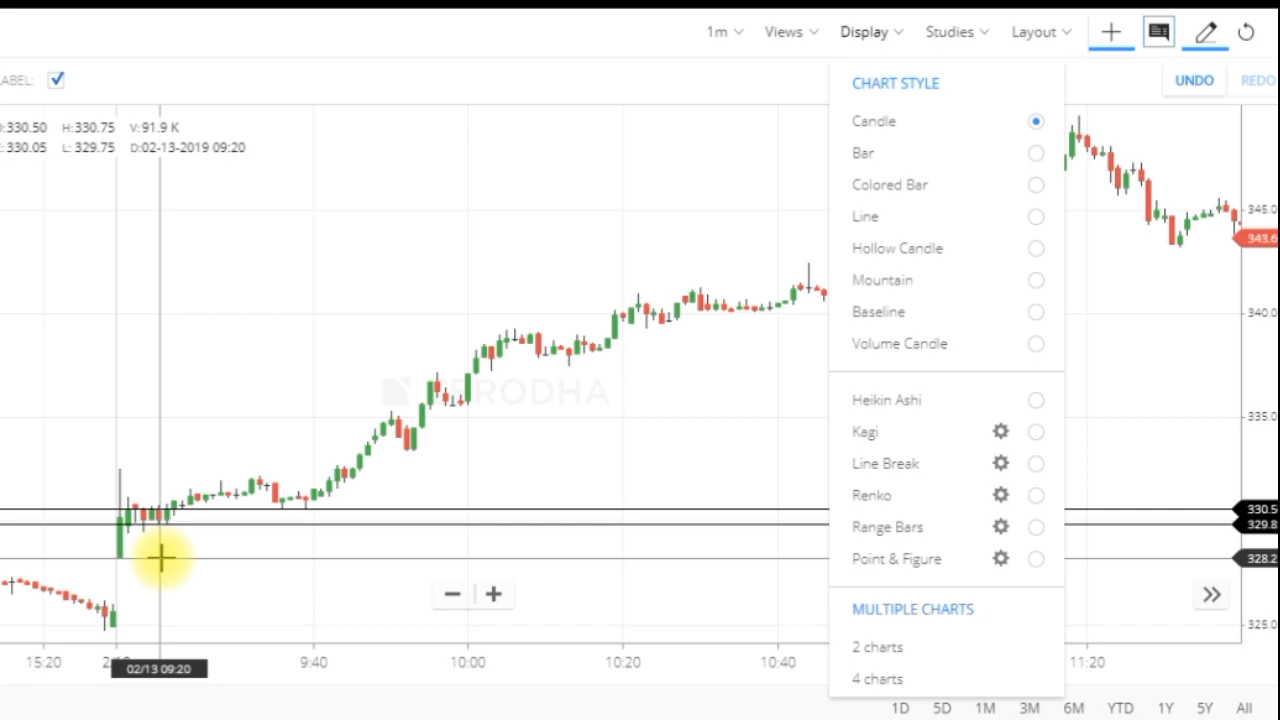 1m Views Display Studies Layout
ABEL:
CHART STYLE
UNDO REDO
:330.50 H:330.75 V:91.9 K
: 330.05 L: 329.75 D:02-13-2019 09:20
Candle
Bar
Colored Bar
Line
Hollow Candle
Mountain
Baseline
Volume Candle
Heikin Ashi
Kagi
Line Break
Renko
Range Bars
Point & Figure
MULTIPLE CHARTS
2 charts
4 charts
ERODHA
345.0
343.6
340.0
335.0
330.5
329.8
328.2
325.0
15:20 2/ 9:40 10:00 10:20 10:40 11:20
02/13 09:20
1D 5D 1M 3M 6M YTD 1Y 5Y All